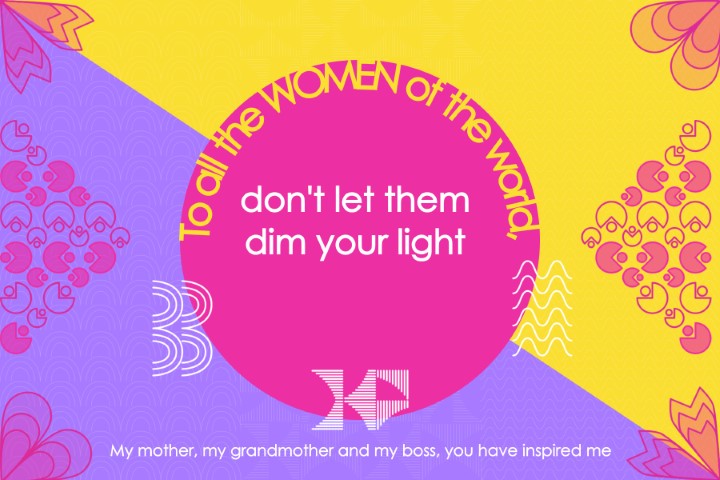 To all the WOMEN of the world,
don't let them
dim your light
My mother, my grandmother and my boss, you have inspired me